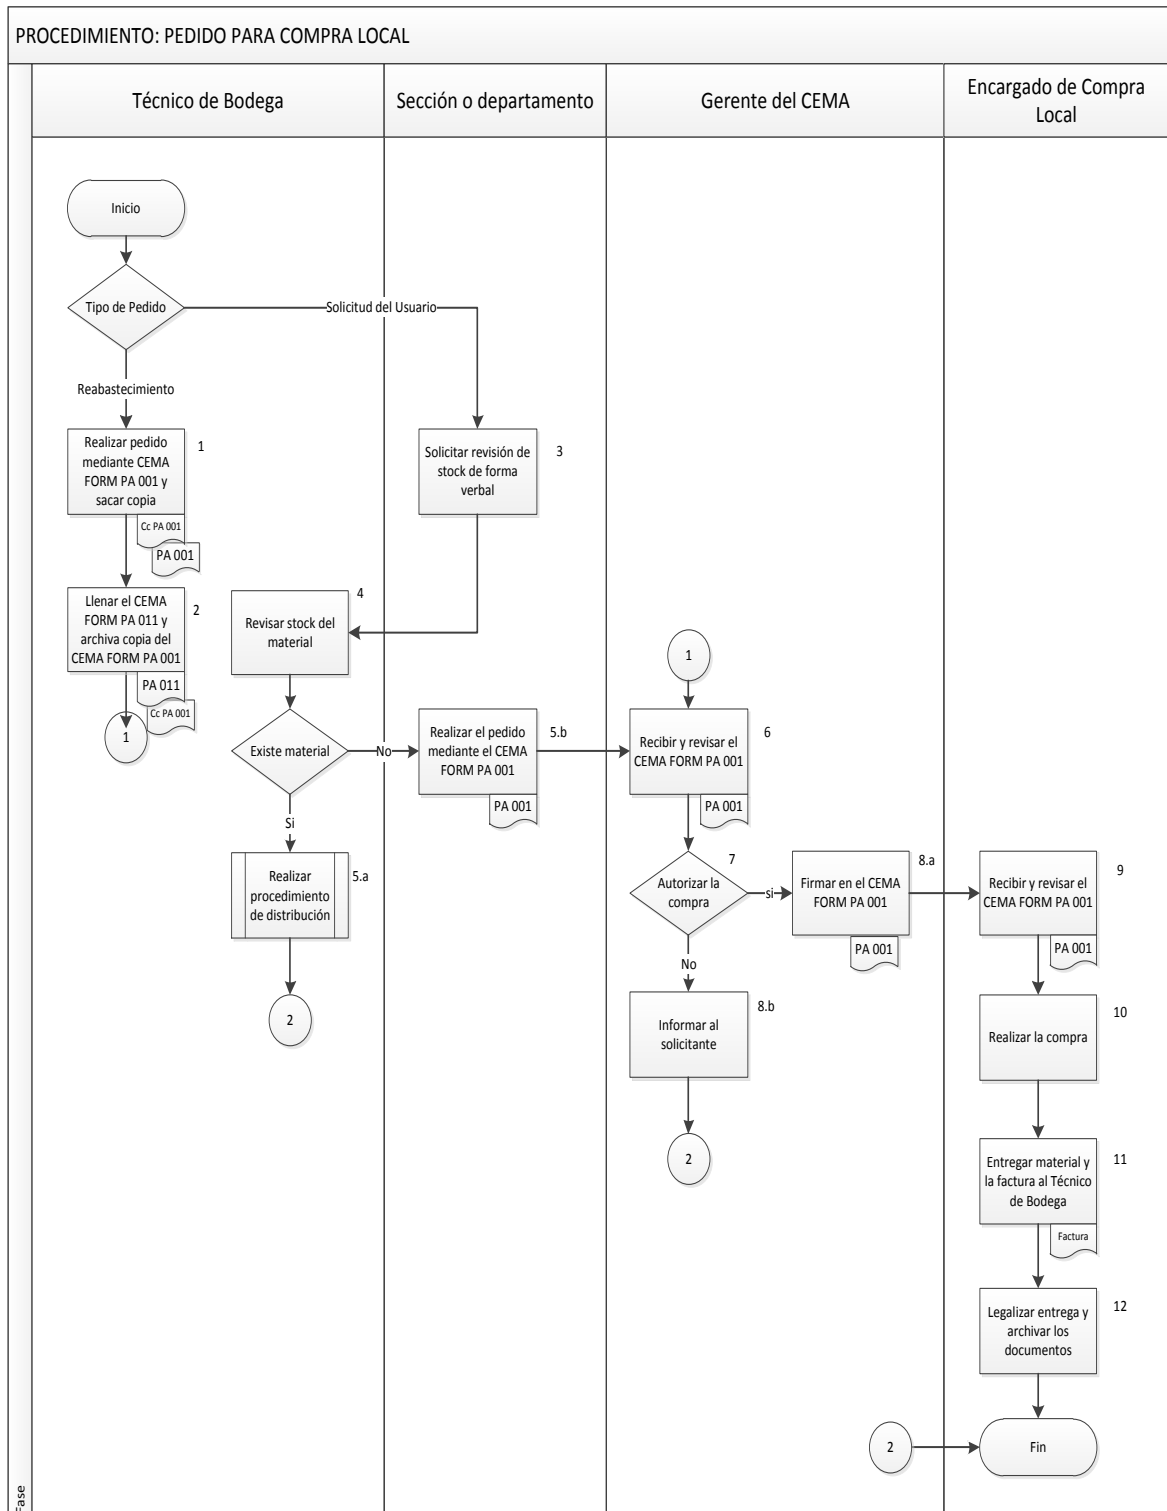 PROCEDIMIENTO: PEDIDO PARA COMPRA LOCAL
Técnico de Bodega
Sección o departamento
Gerente del CEMA
Encargado de Compra
Local
Inicio
Tipo de Pedido
Solicitud del Usuario
Reabastecimiento
Realizar pedido
mediante CEMA
FORM PA 001 y
sacar copia
1
Cc PA 001
PA 001
Solicitar revisión de
stock de forma
verbal
3
Llenar el CEMA
FORM PA 011 y
archiva copia del
CEMA FORM PA 001
2
PA 011
Cc PA 001
1
Revisar stock del
material
4
Existe material
No
Si
Realizar
procedimiento
de distribución
5.a
2
Realizar el pedido
mediante el CEMA
FORM PA 001
5.b
PA 001
1
Recibir y revisar el
CEMA FORM PA 001
6
PA 001
Autorizar la
compra
7
si
No
Firmar en el CEMA
FORM PA 001
8.a
PA 001
Informar al
solicitante
8.b
2
Recibir y revisar el
CEMA FORM PA 001
9
PA 001
Realizar la compra
10
Entregar material y
la factura al Técnico
de Bodega
11
Factura
Legalizar entrega y
archivar los
documentos
12
2
Fin
Fase